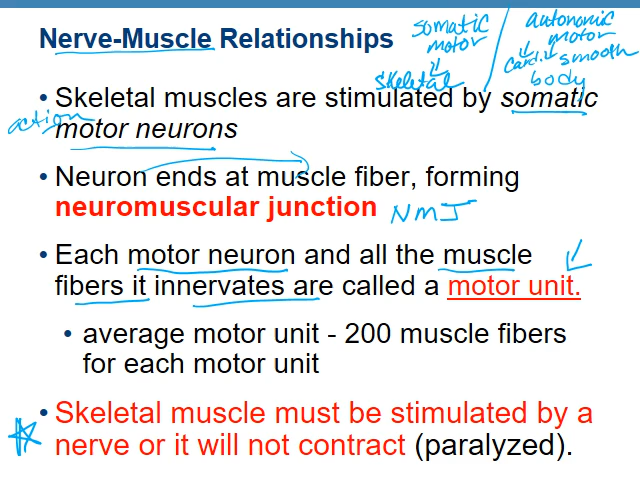 Nerve-Muscle Relationships
somatic motor
skeletal
autonomic motor
card. smooth
body
• Skeletal muscles are stimulated by somatic
action
motor neurons
• Neuron ends at muscle fiber, forming
neuromuscular junction NMJ
• Each motor neuron and all the muscle
fibers it innervates are called a motor unit.
• average motor unit - 200 muscle fibers
for each motor unit
• Skeletal muscle must be stimulated by a
nerve or it will not contract (paralyzed).